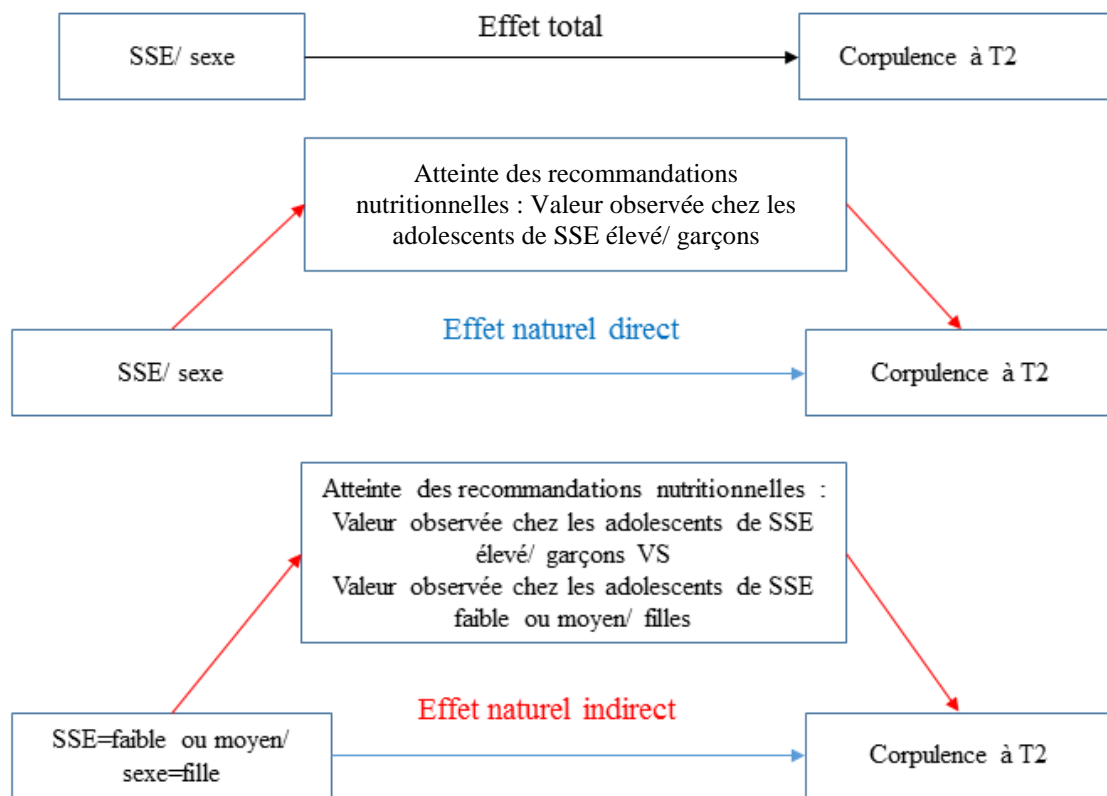 Effet total
SSE/ sexe
Corpulence à T2
Atteinte des recommandations
nutritionnelles : Valeur observée chez les
adolescents de SSE élevé/ garçons
Effet naturel direct
SSE/ sexe
Corpulence à T2
Atteinte des recommandations nutritionnelles :
Valeur observée chez les adolescents de SSE
élevé/ garçons VS
Valeur observée chez les adolescents de SSE
faible ou moyen/ filles
Effet naturel indirect
SSE=faible ou moyen/
sexe=fille
Corpulence à T2